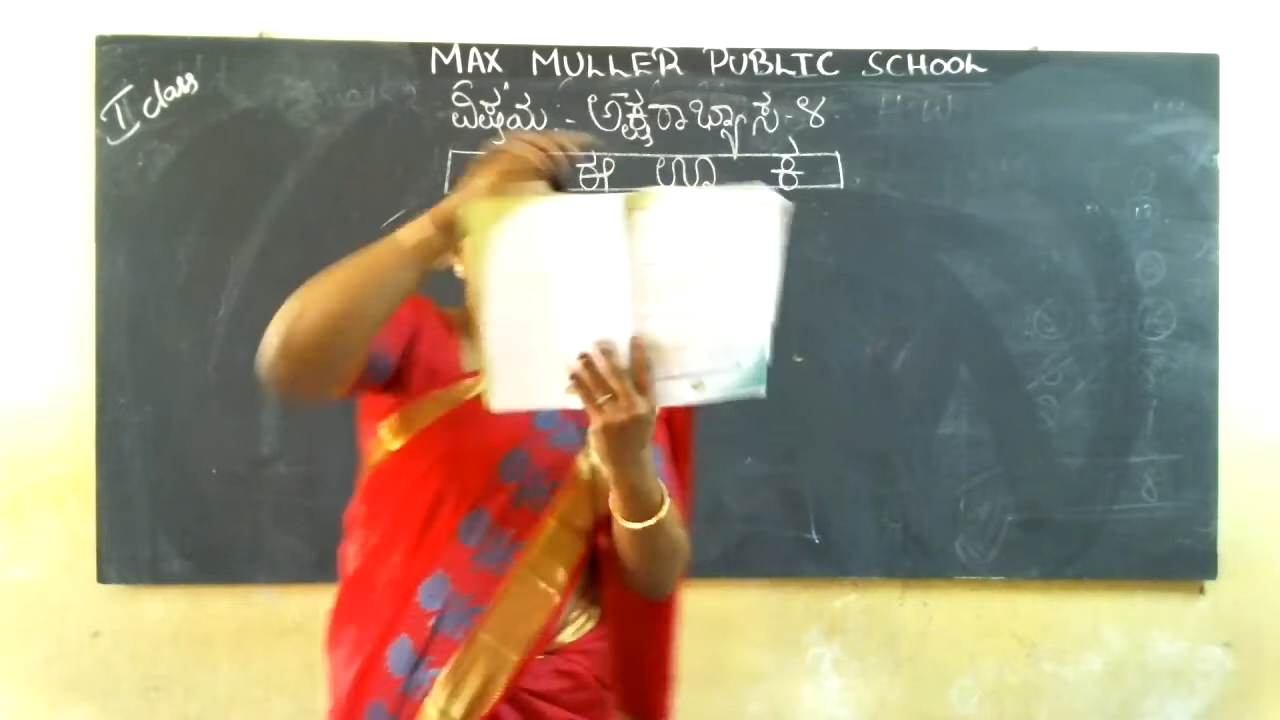 II class
MAX MULLER PUBLIC SCHOOL
ವಿಷಯ :- ಅಕ್ಷರಾಭ್ಯಾಸ-೪
ಈ ಊ ಕಿ